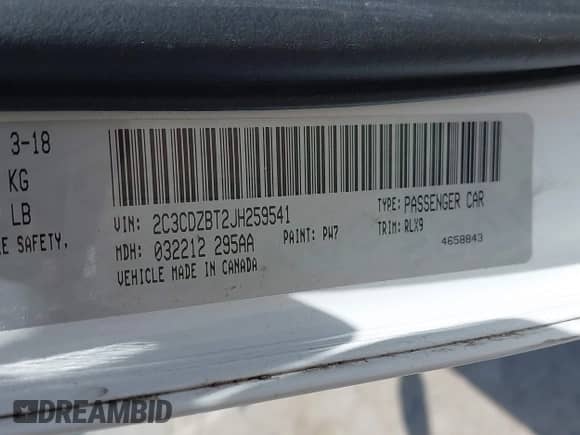 3-18
KG
LB
E SAFETY,
VIN: 2C3CDZBT2JH259541
TYPE: PASSENGER CAR
MDH: 032212 295AA
PAINT: PW7
TRIM: RLX9
VEHICLE MADE IN CANADA
4658843
DREAMBID